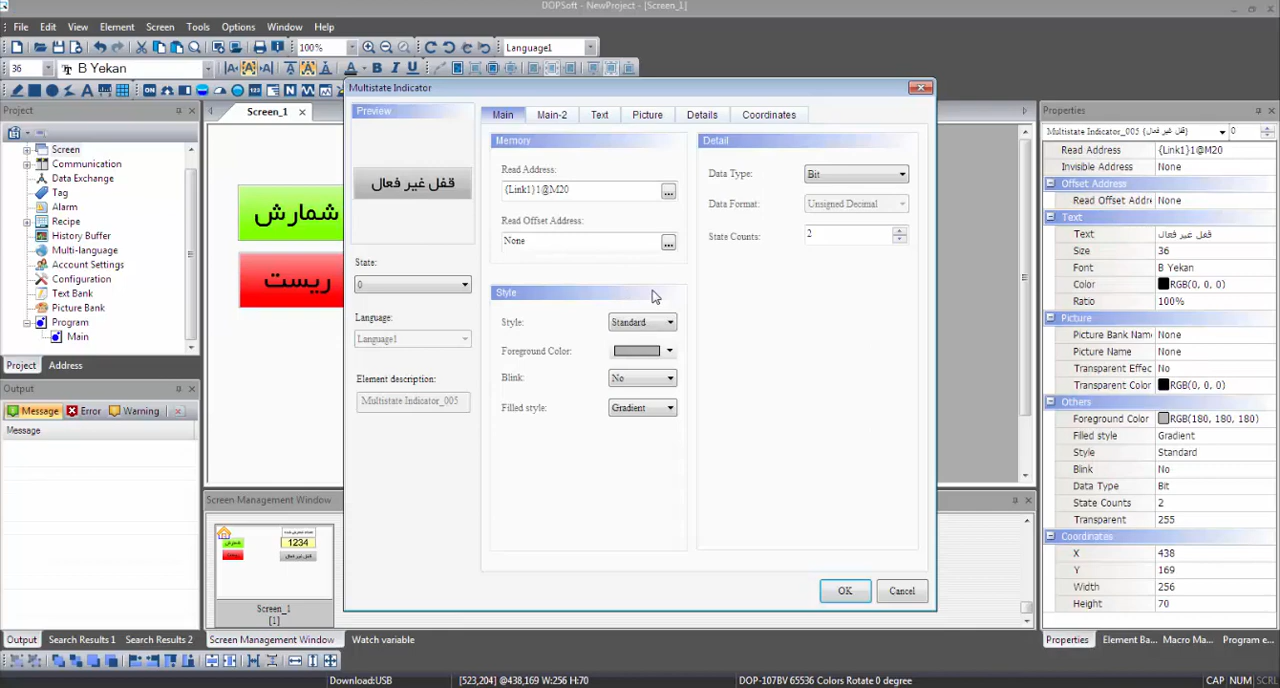 DOPSoft - NewProject - [Screen_1]
File Edit View Element Screen Tools Options Window Help
100% Language1
36 B Yekan
Project
Screen_1
Screen
Communication
Data Exchange
Tag
Alarm
Recipe
History Buffer
Multi-language
Account Settings
Configuration
Text Bank
Picture Bank
Program
Main
Project Address
Output
Message Error Warning
Message
Output Search Results 1 Search Results 2
شمارش
ریست
Screen Management Window
شمارش
ریست
1234
قفل غیر فعال
Screen_1
[1]
Screen Management Window Watch variable
Multistate Indicator
Preview
قفل غیر فعال
State:
0
Language:
Language1
Element description:
Multistate Indicator_005
Main Main-2 Text Picture Details Coordinates
Memory
Read Address:
{Link1}1@M20 ...
Read Offset Address:
None ...
Style
Style: Standard
Foreground Color:
Blink: No
Filled style: Gradient
Detail
Data Type: Bit
Data Format: Unsigned Decimal
State Counts: 2
OK Cancel
Properties
Multistate Indicator_005 {قفل غیر فعال} 0
Read Address {Link1}1@M20
Invisible Address None
Offset Address
Read Offset Addr None
Text
Text قفل غیر فعال
Size 36
Font B Yekan
Color RGB(0, 0, 0)
Ratio 100%
Picture
Picture Bank Name None
Picture Name None
Transparent Effec No
Transparent Color RGB(0, 0, 0)
Others
Foreground Color RGB(180, 180, 180)
Filled style Gradient
Style Standard
Blink No
Data Type Bit
State Counts 2
Transparent 255
Coordinates
X 438
Y 169
Width 256
Height 70
Properties Element Ba... Macro Ma... Program e...
Download:USB [523,204] @438,169 W:256 H:70 DOP-107BV 65536 Colors Rotate 0 degree CAP NUM SCRL